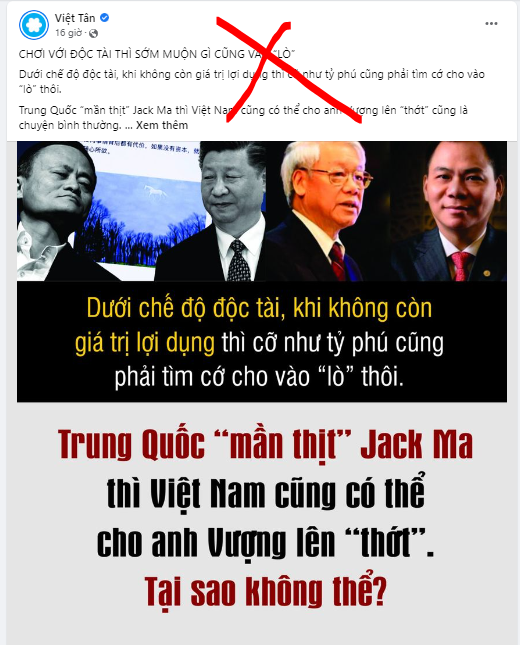 Việt Tân
16 giờ ·
CHƠI VỚI ĐỘC TÀI THÌ SỚM MUỘN GÌ CŨNG VÀO "LÒ"
Dưới chế độ độc tài, khi không còn giá trị lợi dụng thì cỡ như tỷ phú cũng phải tìm cớ cho vào
"lò" thôi.
Trung Quốc "mần thịt" Jack Ma thì Việt Nam cũng có thể cho anh Vượng lên "thớt" cũng là
chuyện bình thường. ... Xem thêm
Dưới chế độ độc tài, khi không còn
giá trị lợi dụng thì cỡ như tỷ phú cũng
phải tìm cớ cho vào "lò" thôi.
Trung Quốc "mần thịt" Jack Ma
thì Việt Nam cũng có thể
cho anh Vượng lên "thớt".
Tại sao không thể?